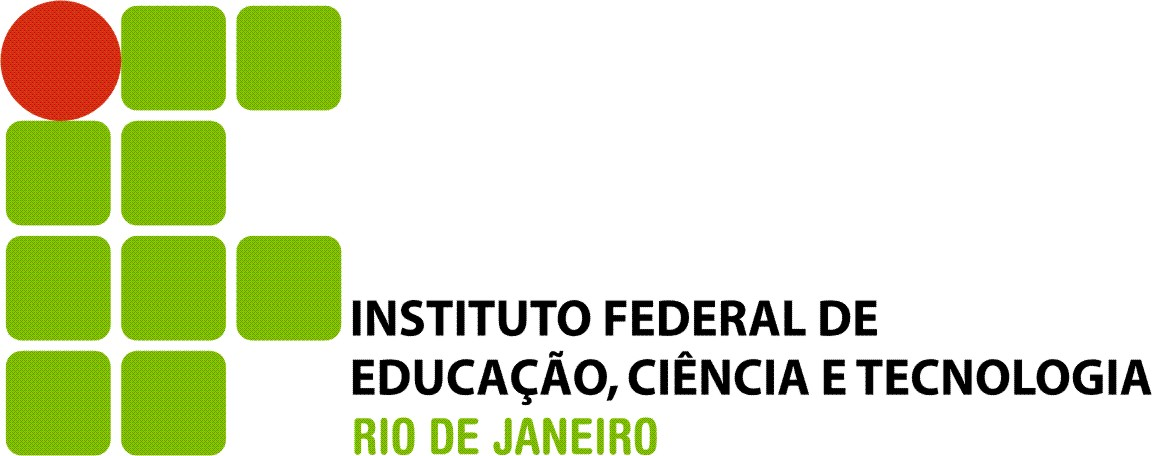 INSTITUTO FEDERAL DE
EDUCAÇÃO, CIÊNCIA E TECNOLOGIA
RIO DE JANEIRO